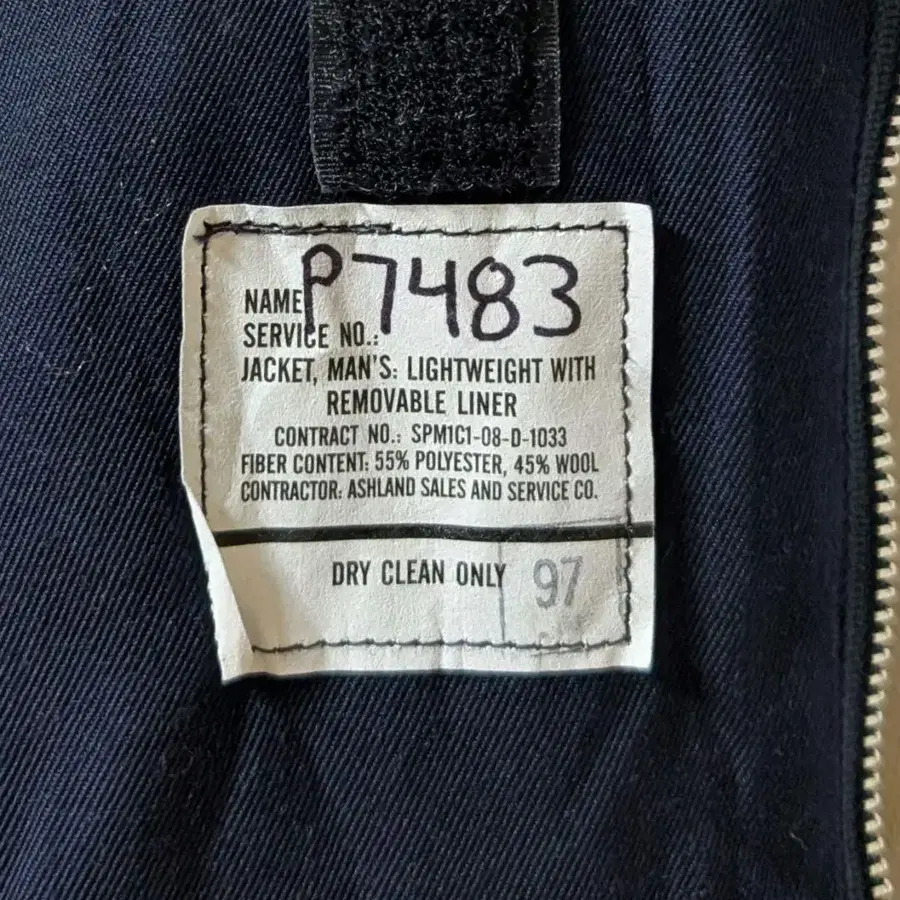 P7483
NAME
SERVICE NO.:
JACKET, MAN'S: LIGHTWEIGHT WITH
REMOVABLE LINER
CONTRACT NO.: SPM1C1-08-D-1033
FIBER CONTENT: 55% POLYESTER, 45% WOOL
CONTRACTOR: ASHLAND SALES AND SERVICE CO.
DRY CLEAN ONLY 97